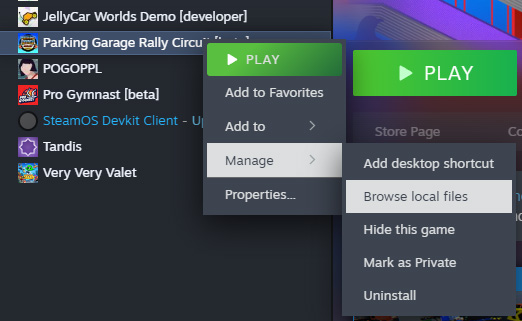 JellyCar Worlds Demo [developer]
Parking Garage Rally Circuit
PLAY
PLAY
POGOPPL
Add to Favorites
Pro Gymnast [beta]
SteamOS Devkit Client - Up
Add to
Store Page
Tandis
Manage
Add desktop shortcut
Very Very Valet
Properties...
Browse local files
Hide this game
Mark as Private
Uninstall